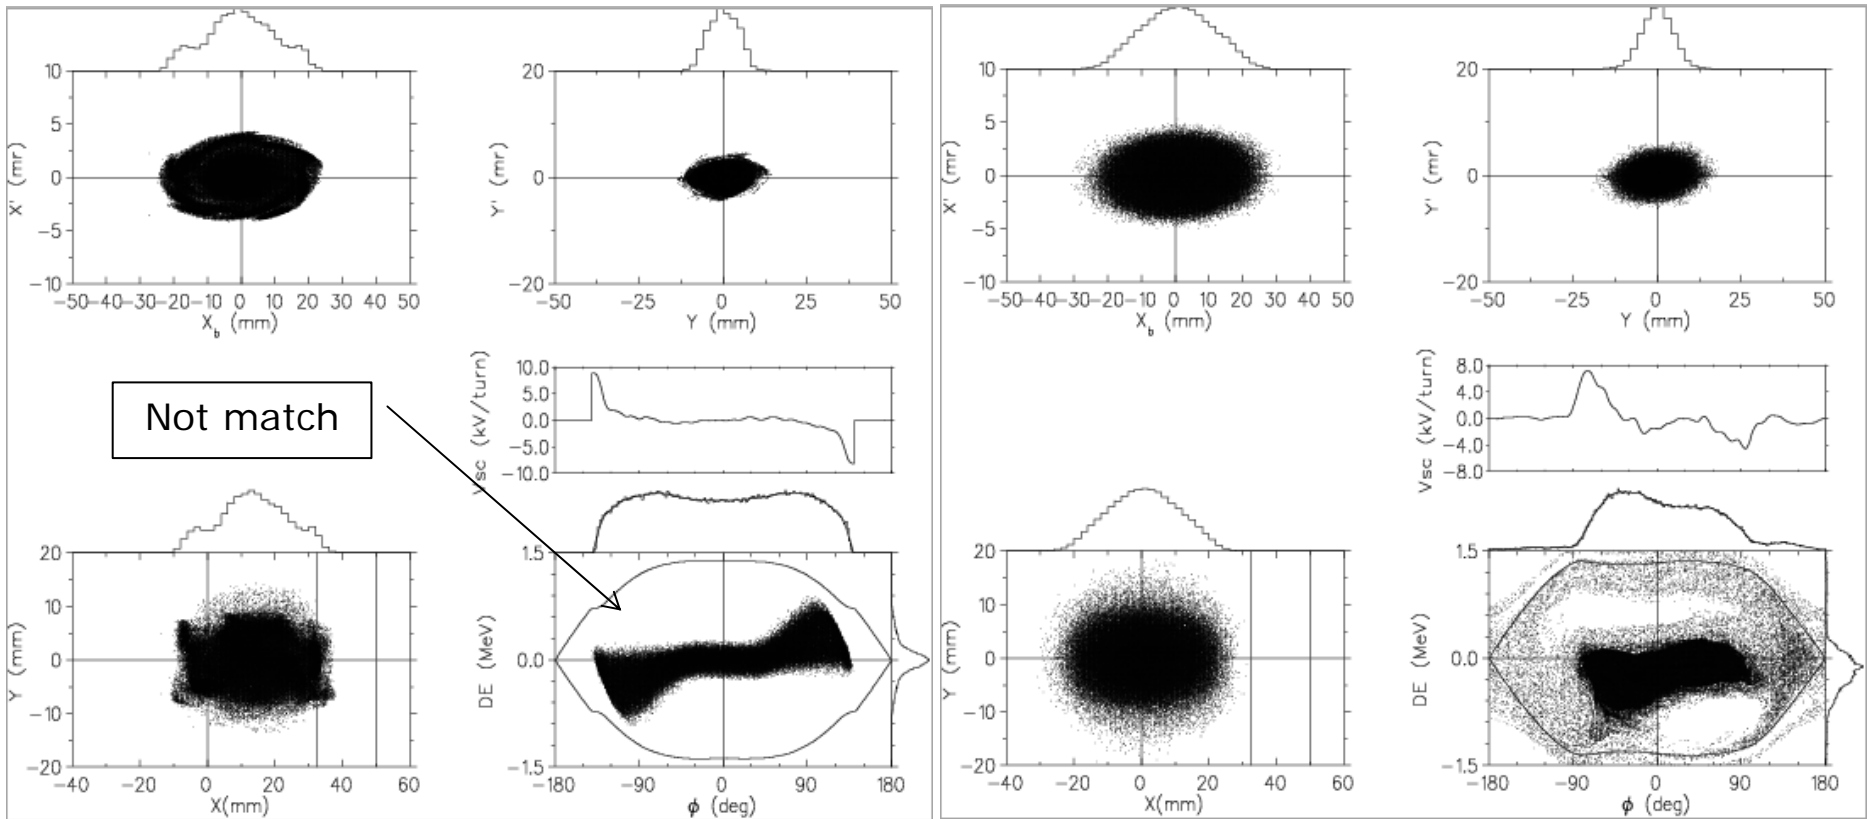 10
5
0
−5
−10
X' (mr)
−50−40−30−20−10 0 10 20 30 40 50
X_b (mm)
20
0
−20
Y' (mr)
−50 −25 0 25 50
Y (mm)
10
5
0
−5
−10
X' (mr)
−50−40−30−20−10 0 10 20 30 40 50
X_b (mm)
20
0
−20
Y' (mr)
−50 −25 0 25 50
Y (mm)
Not match
10.0
5.0
0.0
−5.0
−10.0
Vsc (kV/turn)
8.0
4.0
0.0
−4.0
−8.0
Vsc (kV/turn)
20
10
0
−10
−20
Y (mm)
−40 −20 0 20 40 60
X(mm)
1.5
0.0
−1.5
DE (MeV)
−180 −90 0 90 180
ϕ (deg)
20
10
0
−10
−20
Y (mm)
−40 −20 0 20 40 60
X(mm)
1.5
0.0
−1.5
DE (MeV)
−180 −90 0 90 180
ϕ (deg)